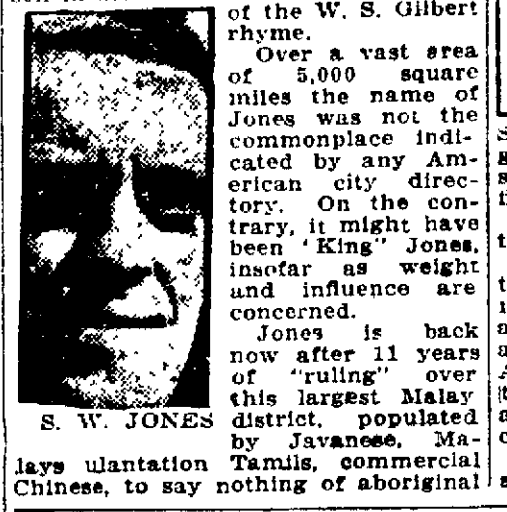 of the W. S. Gilbert
rhyme.
Over a vast area
of 5,000 square
miles the name of
Jones was not the
commonplace indi-
cated by any Am-
erican city direc-
tory. On the con-
trary, it might have
been "King" Jones,
insofar as weight
and influence are
concerned.
Jones is back
now after 11 years
of "ruling" over
this largest Malay
district, populated
by Javanese, Ma-
lays ulantation Tamils, commercial
Chinese, to say nothing of aboriginal
S. W. JONES